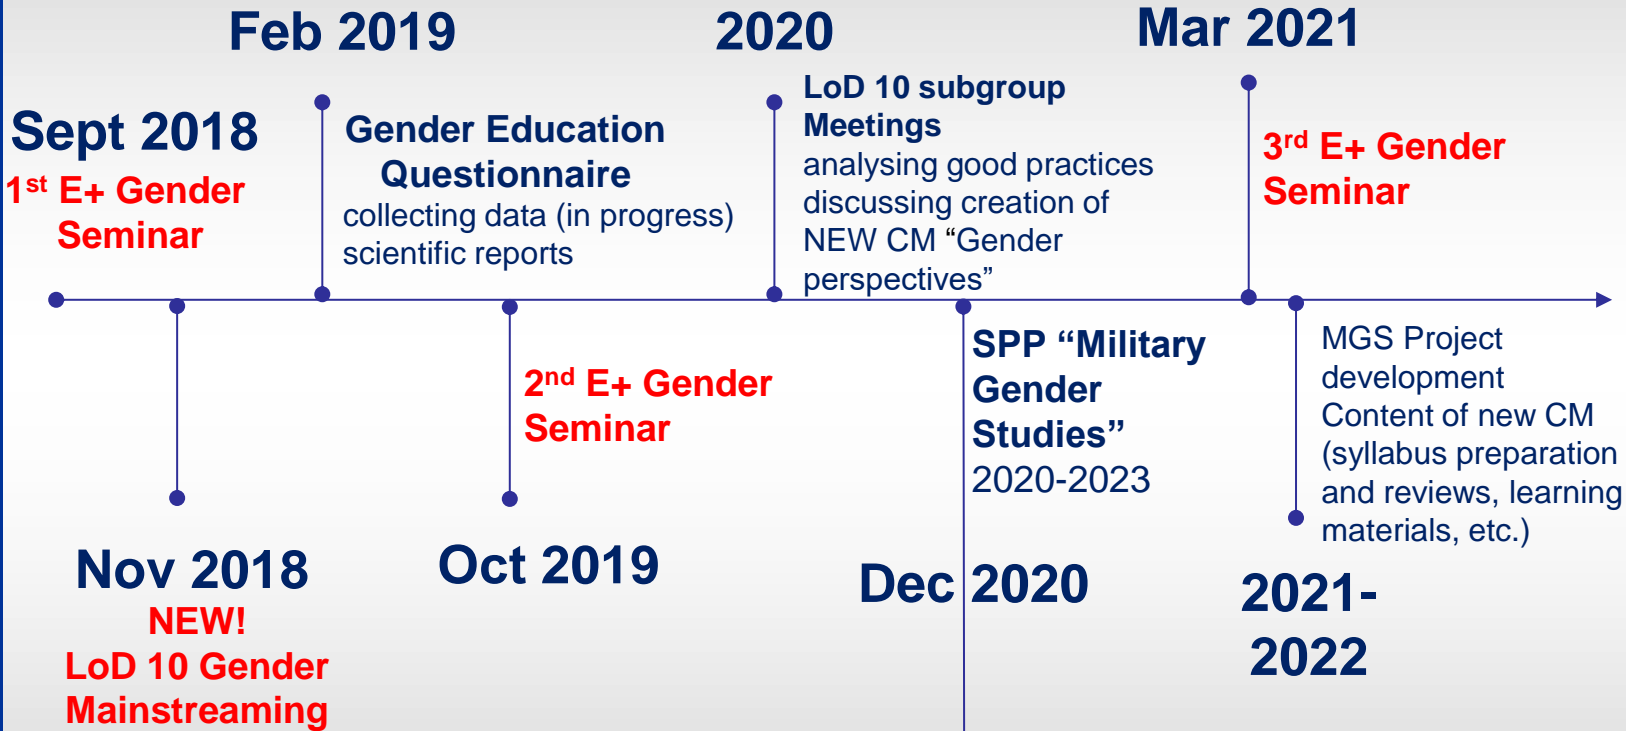 Feb 2019
2020
Mar 2021
Sept 2018
1st E+ Gender
Seminar
Gender Education
Questionnaire
collecting data (in progress)
scientific reports
LoD 10 subgroup
Meetings
analysing good practices
discussing creation of
NEW CM “Gender
perspectives”
3rd E+ Gender
Seminar
2nd E+ Gender
Seminar
SPP “Military
Gender
Studies”
2020-2023
MGS Project
development
Content of new CM
(syllabus preparation
and reviews, learning
materials, etc.)
Nov 2018
NEW!
LoD 10 Gender
Mainstreaming
Oct 2019
Dec 2020
2021-
2022